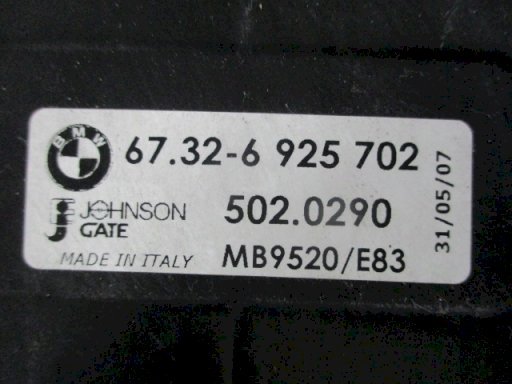 BMW
67.32-6 925 702
JOHNSON
GATE
502.0290
MADE IN ITALY
MB9520/E83
31/05/07